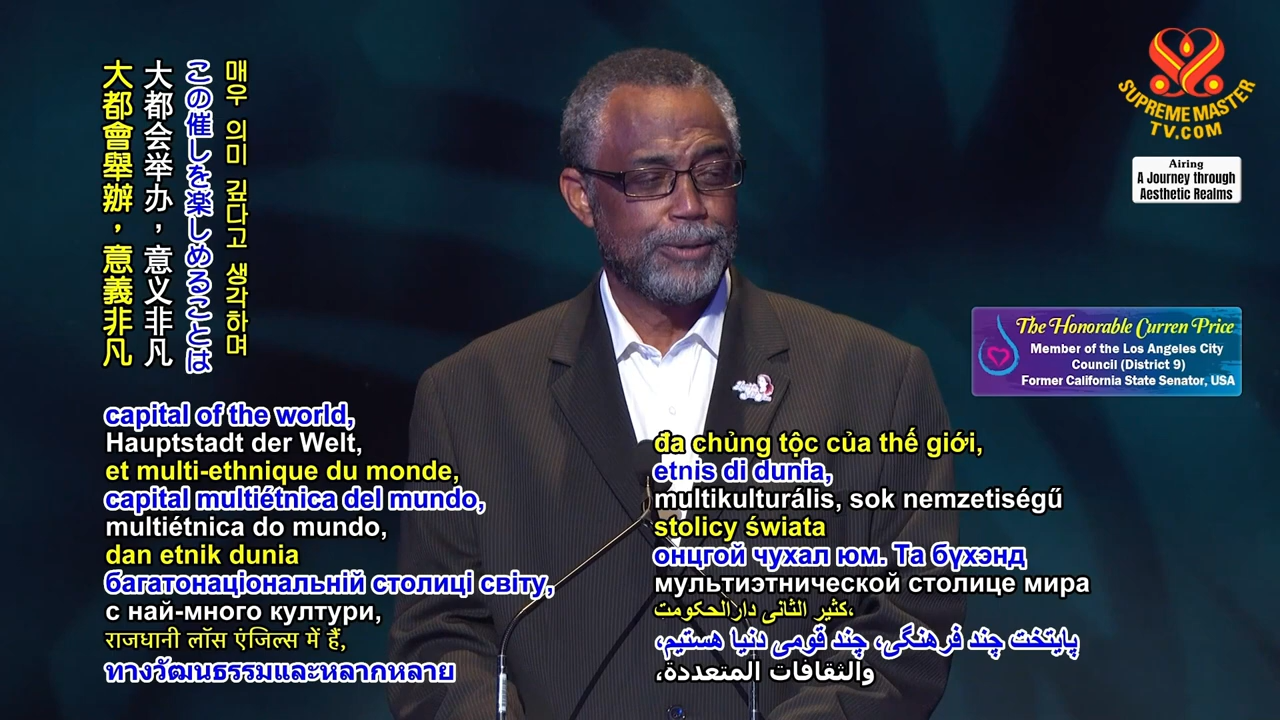 大都會舉辦，意義非凡
大都会举办，意义非凡
この催しを楽しめることは
매우 의미 깊다고 생각하며
SUPREME MASTER
TV.COM
Airing
A Journey through
Aesthetic Realms
The Honorable Curren Price
Member of the Los Angeles City
Council (District 9)
Former California State Senator, USA
capital of the world,
Hauptstadt der Welt,
et multi-ethnique du monde,
capital multiétnica del mundo,
multiétnica do mundo,
dan etnik dunia
багатонаціональній столиці світу,
с най-много култури,
राजधानी लॉस एंजिल्स में हैं,
ทางวัฒนธรรมและหลากหลาย
đa chủng tộc của thế giới,
etnis di dunia,
multikulturális, sok nemzetiségű
stolicy świata
онцгой чухал юм. Та бүхэнд
мультиэтнической столице мира
کثیر الثانی دارالحکومت،
پایتخت چند فرهنگی، چند قومی دنیا هستیم،
والثقافات المتعددة،